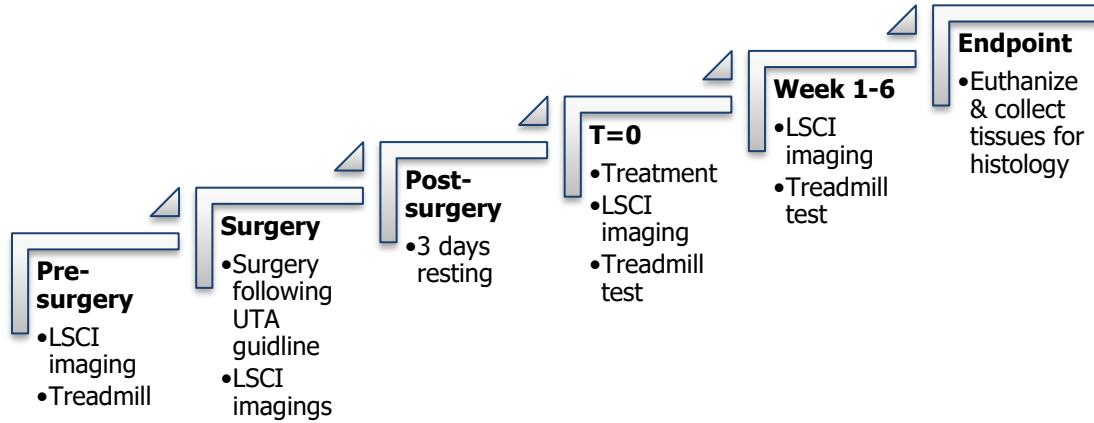 Pre-
surgery
•LSCI
imaging
•Treadmill
Surgery
•Surgery
following
UTA
guidline
•LSCI
imagings
Post-
surgery
•3 days
resting
T=0
•Treatment
•LSCI
imaging
•Treadmill
test
Week 1-6
•LSCI
imaging
•Treadmill
test
Endpoint
•Euthanize
& collect
tissues for
histology